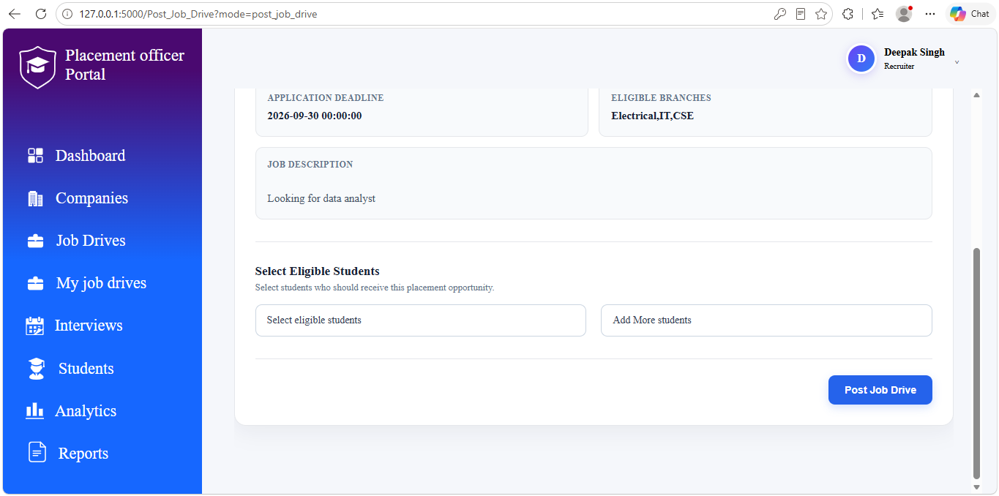 127.0.0.1:5000/Post_Job_Drive?mode=post_job_drive
Chat
Placement officer
Portal
D
Deepak Singh
Recruiter
Dashboard
Companies
Job Drives
My job drives
Interviews
Students
Analytics
Reports
APPLICATION DEADLINE
2026-09-30 00:00:00
ELIGIBLE BRANCHES
Electrical,IT,CSE
JOB DESCRIPTION
Looking for data analyst
Select Eligible Students
Select students who should receive this placement opportunity.
Select eligible students
Add More students
Post Job Drive